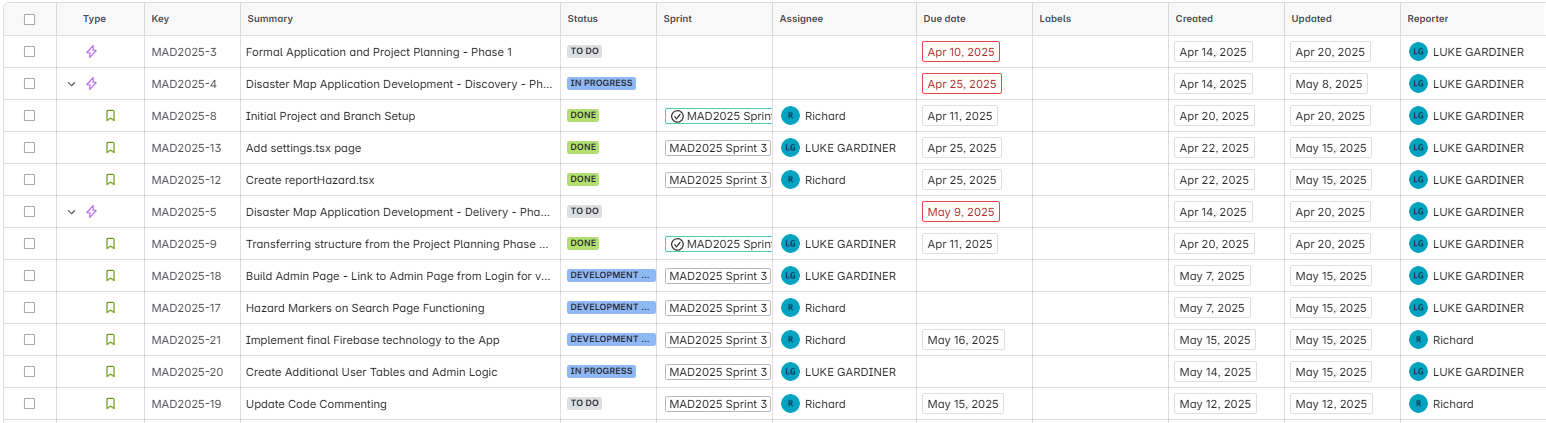 Type Key Summary Status Sprint Assignee Due date Labels Created Updated Reporter
MAD2025-3 Formal Application and Project Planning - Phase 1 TO DO Apr 10, 2025 Apr 14, 2025 Apr 20, 2025 LG LUKE GARDINER
MAD2025-4 Disaster Map Application Development - Discovery - Ph... IN PROGRESS Apr 25, 2025 Apr 14, 2025 May 8, 2025 LG LUKE GARDINER
MAD2025-8 Initial Project and Branch Setup DONE MAD2025 Sprin R Richard Apr 11, 2025 Apr 20, 2025 Apr 20, 2025 LG LUKE GARDINER
MAD2025-13 Add settings.tsx page DONE MAD2025 Sprint 3 LG LUKE GARDINER Apr 25, 2025 Apr 22, 2025 May 15, 2025 LG LUKE GARDINER
MAD2025-12 Create reportHazard.tsx DONE MAD2025 Sprint 3 R Richard Apr 25, 2025 Apr 22, 2025 May 15, 2025 LG LUKE GARDINER
MAD2025-5 Disaster Map Application Development - Delivery - Pha... TO DO May 9, 2025 Apr 14, 2025 Apr 20, 2025 LG LUKE GARDINER
MAD2025-9 Transferring structure from the Project Planning Phase ... DONE MAD2025 Sprin LG LUKE GARDINER Apr 11, 2025 Apr 20, 2025 Apr 20, 2025 LG LUKE GARDINER
MAD2025-18 Build Admin Page - Link to Admin Page from Login for v... DEVELOPMENT ... MAD2025 Sprint 3 LG LUKE GARDINER May 7, 2025 May 15, 2025 LG LUKE GARDINER
MAD2025-17 Hazard Markers on Search Page Functioning DEVELOPMENT ... MAD2025 Sprint 3 R Richard May 7, 2025 May 15, 2025 LG LUKE GARDINER
MAD2025-21 Implement final Firebase technology to the App DEVELOPMENT ... MAD2025 Sprint 3 R Richard May 16, 2025 May 15, 2025 May 15, 2025 R Richard
MAD2025-20 Create Additional User Tables and Admin Logic IN PROGRESS MAD2025 Sprint 3 LG LUKE GARDINER May 14, 2025 May 15, 2025 LG LUKE GARDINER
MAD2025-19 Update Code Commenting TO DO MAD2025 Sprint 3 R Richard May 15, 2025 May 12, 2025 May 12, 2025 R Richard